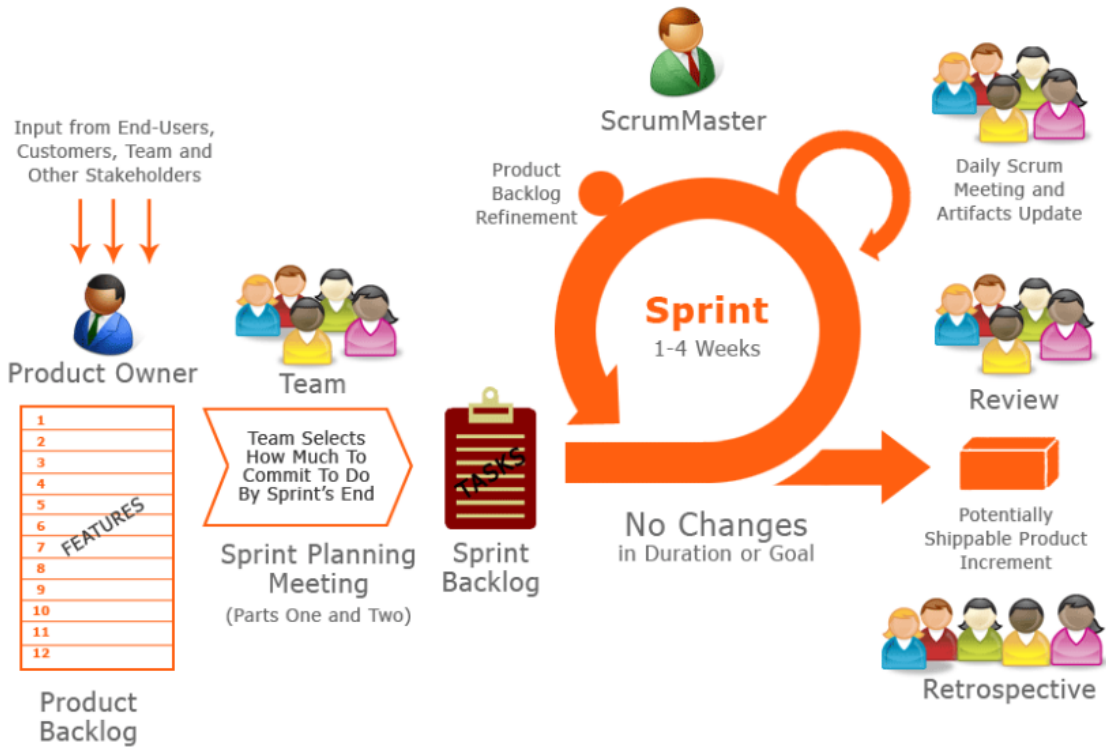 Input from End-Users,
Customers, Team and
Other Stakeholders
Product Owner
1
2
3
4
5
6
7
8
9
10
11
12
FEATURES
Product
Backlog
Team
Team Selects
How Much To
Commit To Do
By Sprint's End
Sprint Planning
Meeting
(Parts One and Two)
TASKS
Sprint
Backlog
ScrumMaster
Product
Backlog
Refinement
Sprint
1-4 Weeks
No Changes
in Duration or Goal
Daily Scrum
Meeting and
Artifacts Update
Review
Potentially
Shippable Product
Increment
Retrospective